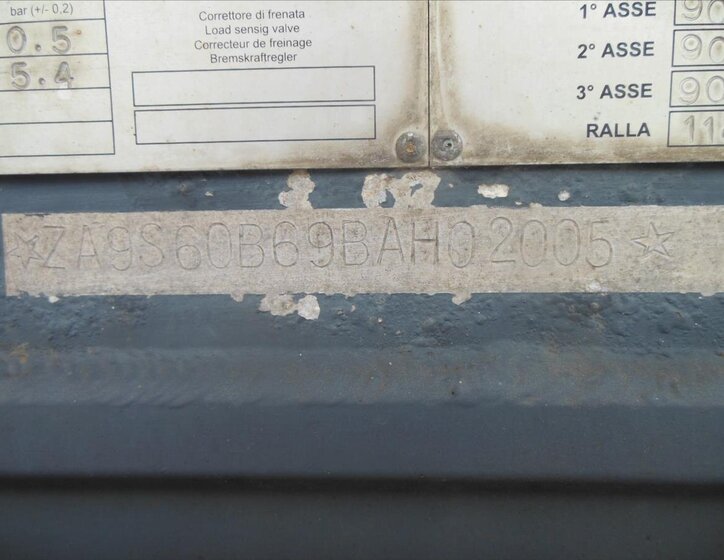 bar (+/- 0,2)
0.5
5.4
Correttore di frenata
Load sensig valve
Correcteur de freinage
Bremskraftregler
1° ASSE
2° ASSE
3° ASSE
RALLA
☆ZA9S60B69BAH02005☆